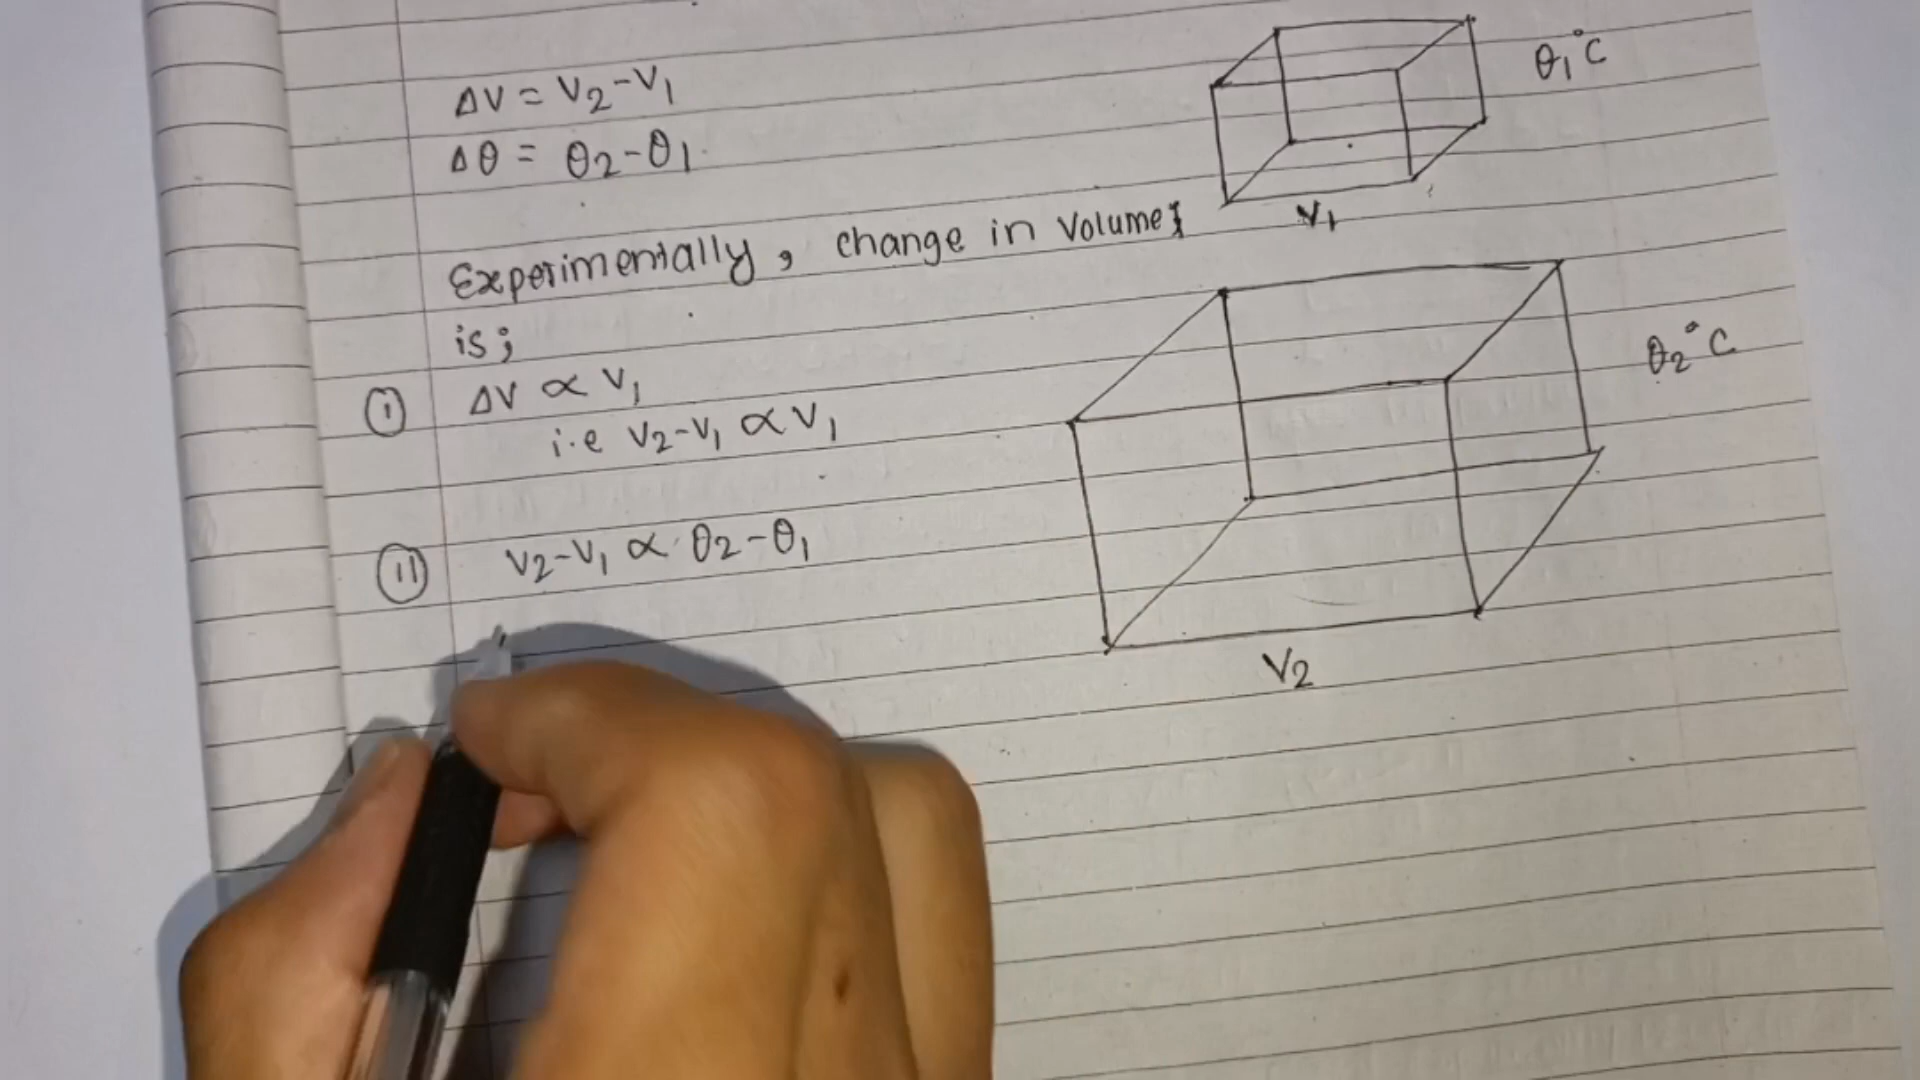 ΔV = V₂-V₁
Δθ = θ₂-θ₁
Experimentally, change in volume
is;
(i) ΔV ∝ V₁
i.e V₂-V₁ ∝ V₁
(ii) V₂-V₁ ∝ θ₂-θ₁
θ₁°C
V₁
θ₂°C
V₂